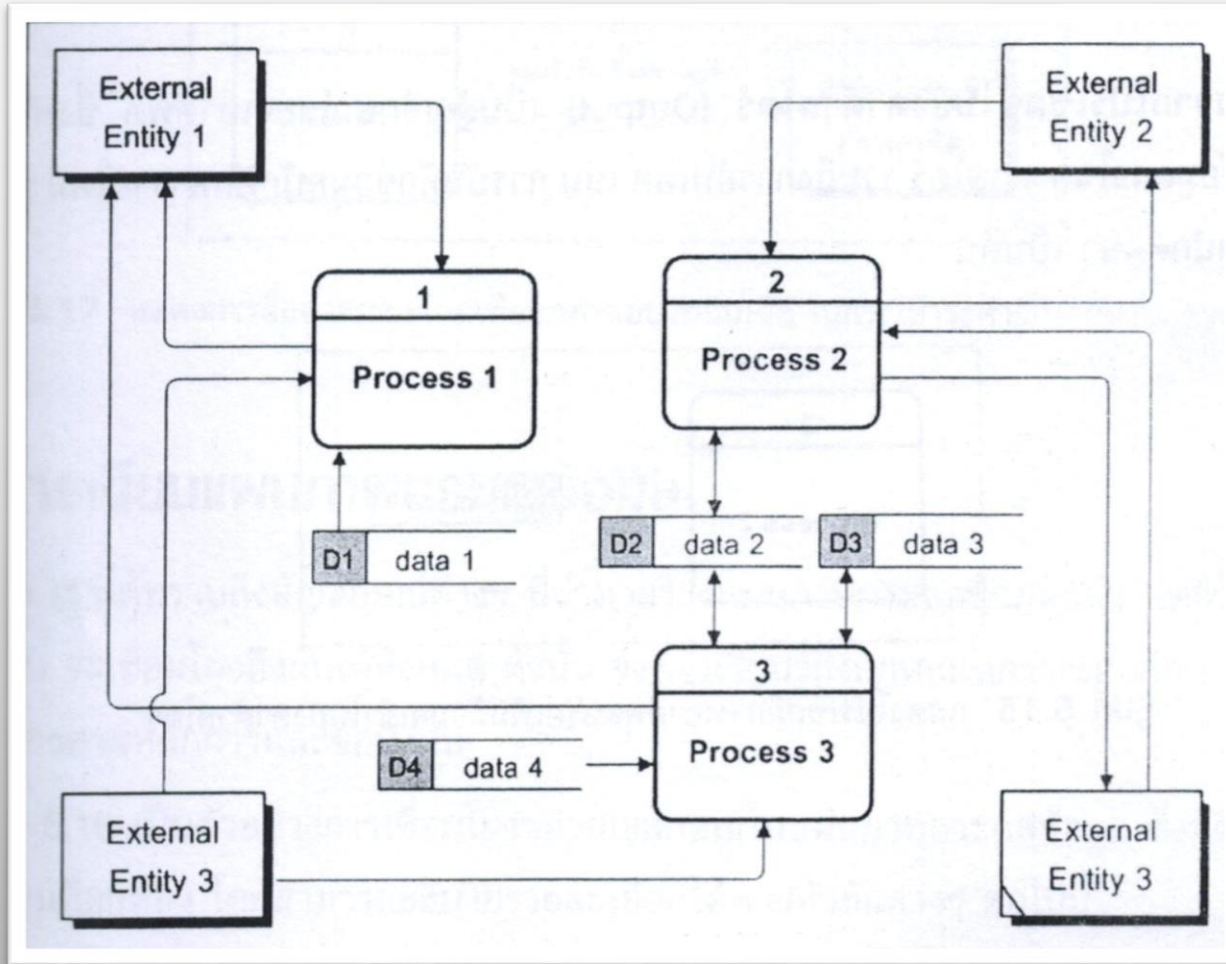 External
Entity 1
External
Entity 2
1
Process 1
2
Process 2
D1 data 1
D2 data 2
D3 data 3
3
Process 3
D4 data 4
External
Entity 3
External
Entity 3